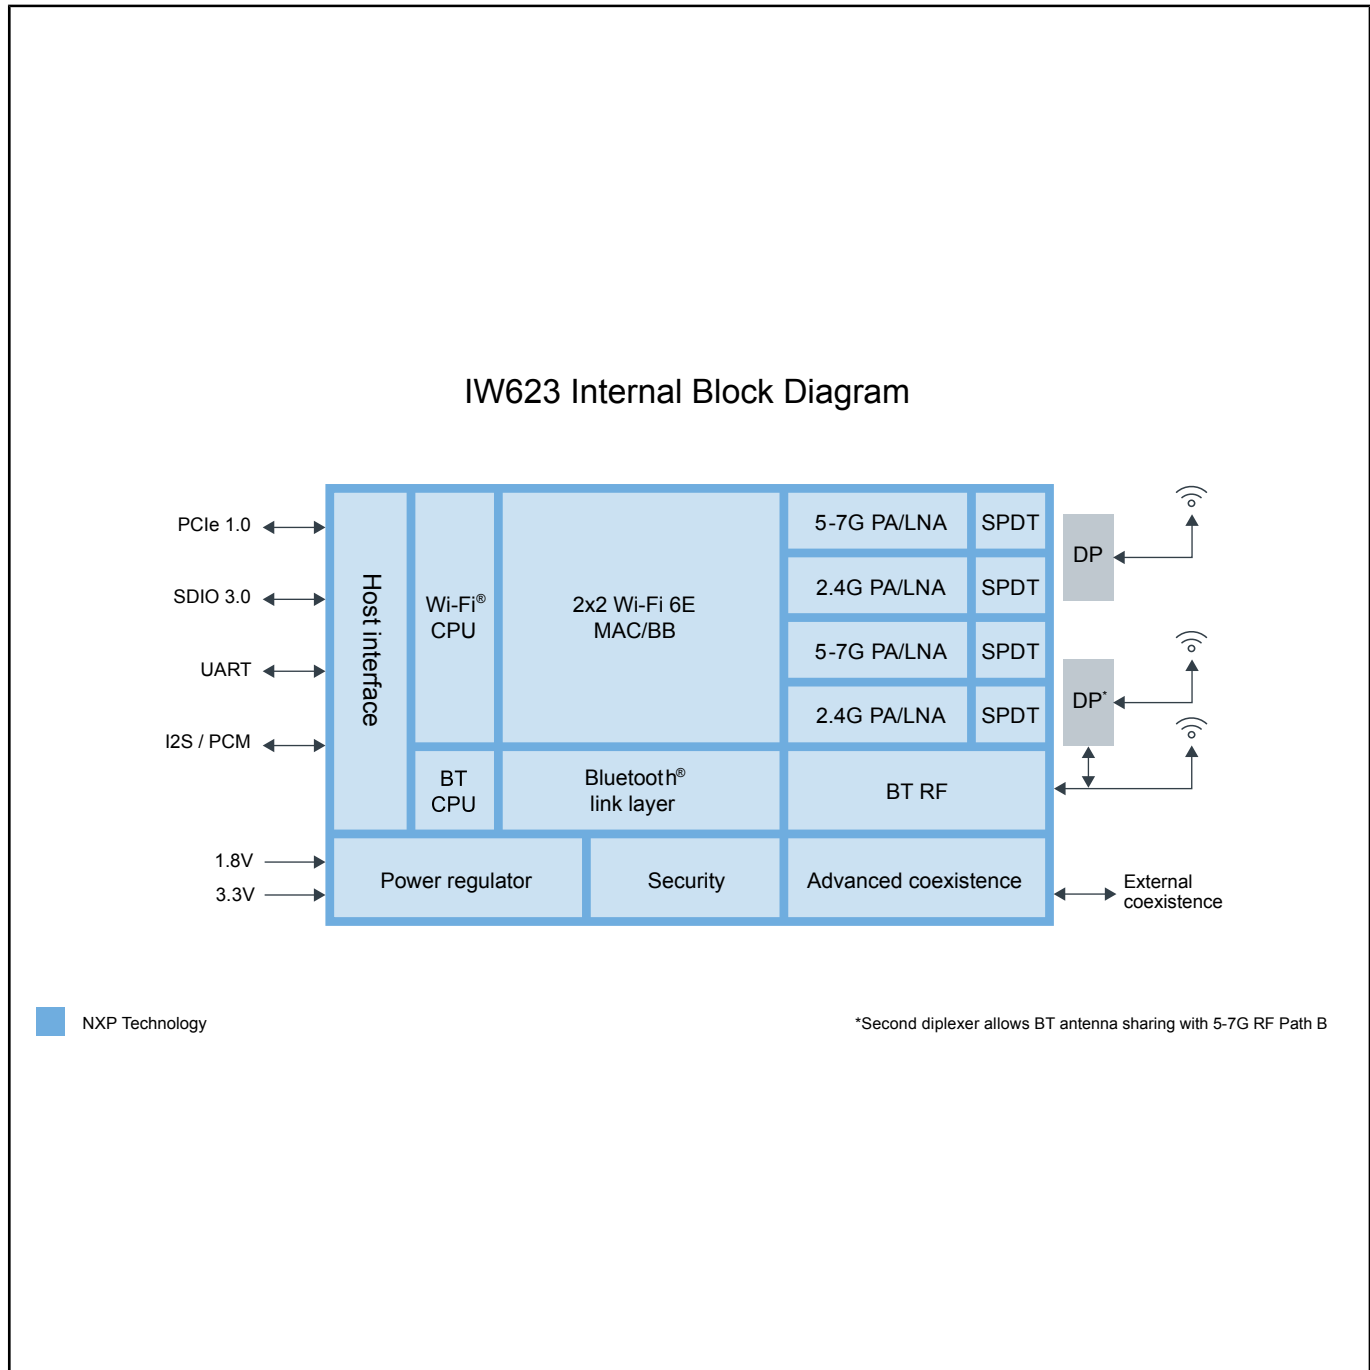 IW623 Internal Block Diagram
PCIe 1.0
SDIO 3.0
UART
I2S / PCM
1.8V
3.3V
Host interface
Wi-Fi®
CPU
2x2 Wi-Fi 6E
MAC/BB
5-7G PA/LNA
SPDT
2.4G PA/LNA
SPDT
5-7G PA/LNA
SPDT
2.4G PA/LNA
SPDT
BT
CPU
Bluetooth®
link layer
BT RF
Power regulator
Security
Advanced coexistence
DP
DP*
External
coexistence
NXP Technology
*Second diplexer allows BT antenna sharing with 5-7G RF Path B